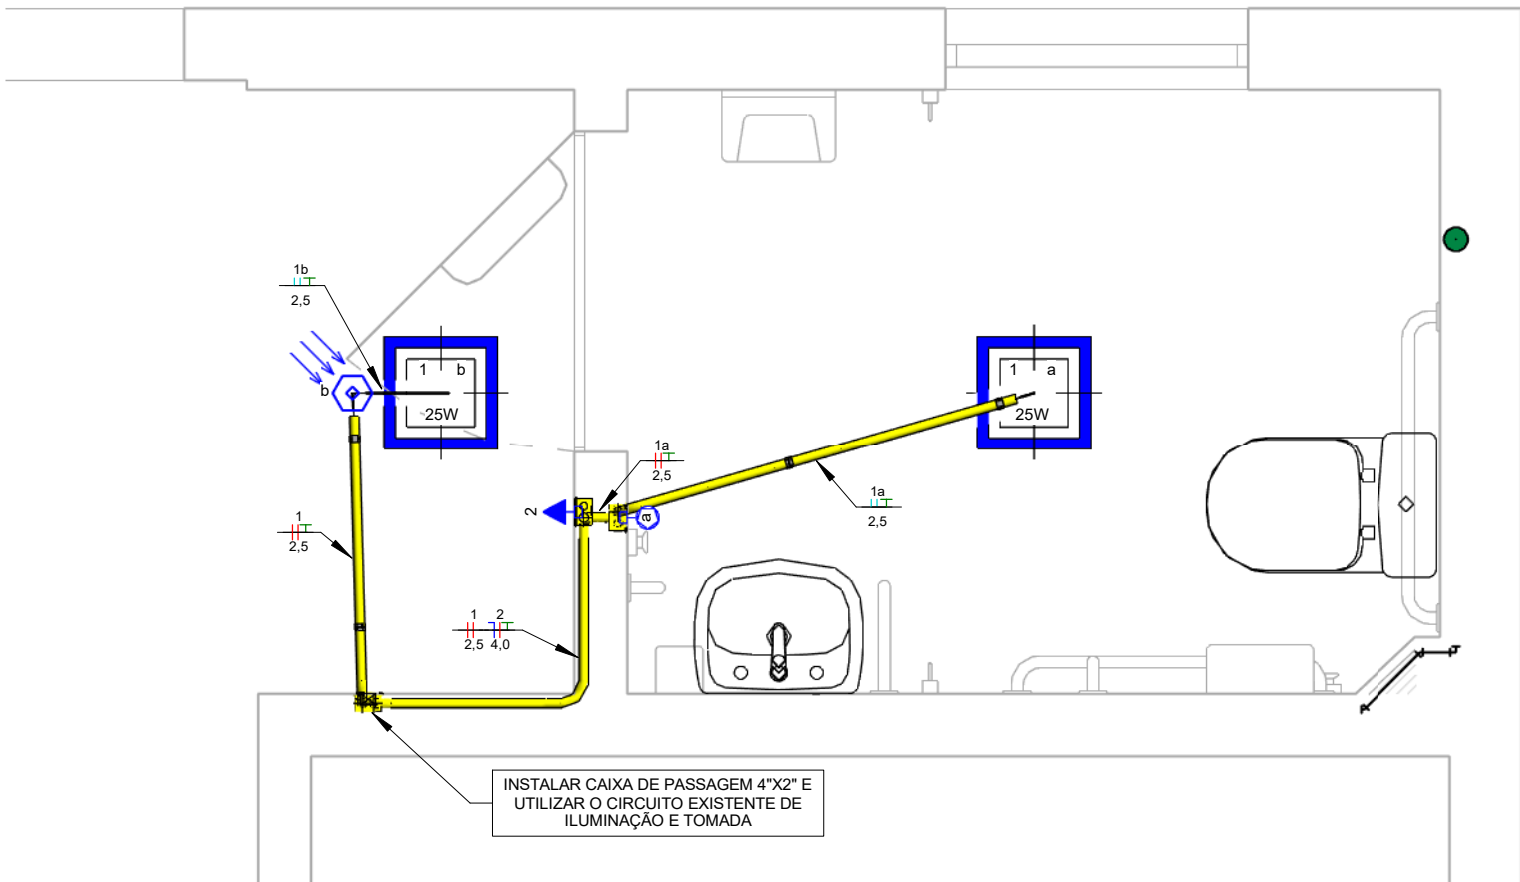 1b
2,5
b
1 b
25W
1 a
25W
1a
2,5
1a
2,5
2
a
1
2,5
1 2
2,5 4,0
INSTALAR CAIXA DE PASSAGEM 4"X2" E
UTILIZAR O CIRCUITO EXISTENTE DE
ILUMINAÇÃO E TOMADA